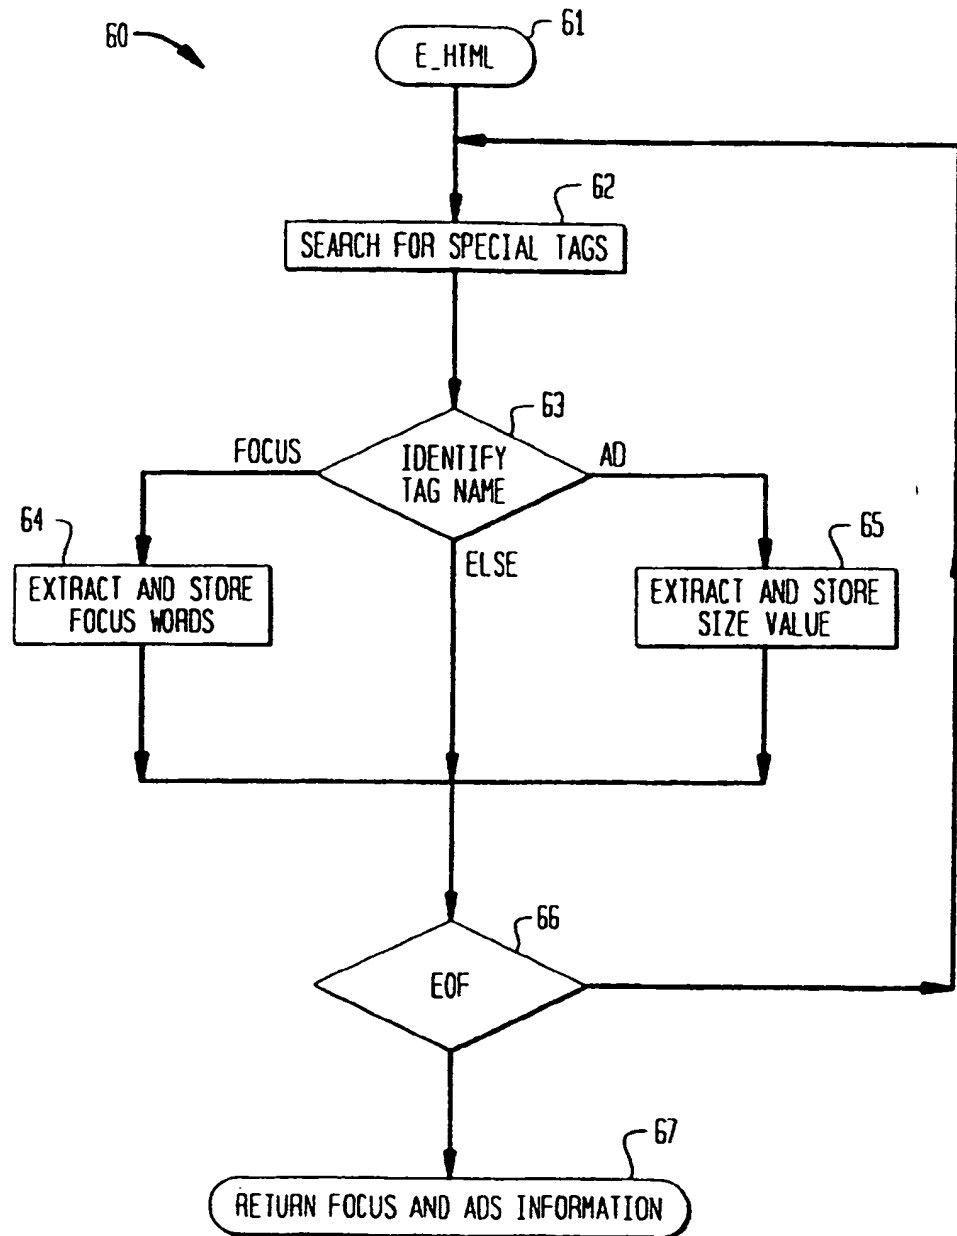 60
61
E_HTML
62
SEARCH FOR SPECIAL TAGS
63
FOCUS
IDENTIFY
TAG NAME
AD
64
ELSE
65
EXTRACT AND STORE
FOCUS WORDS
EXTRACT AND STORE
SIZE VALUE
66
EOF
67
RETURN FOCUS AND ADS INFORMATION